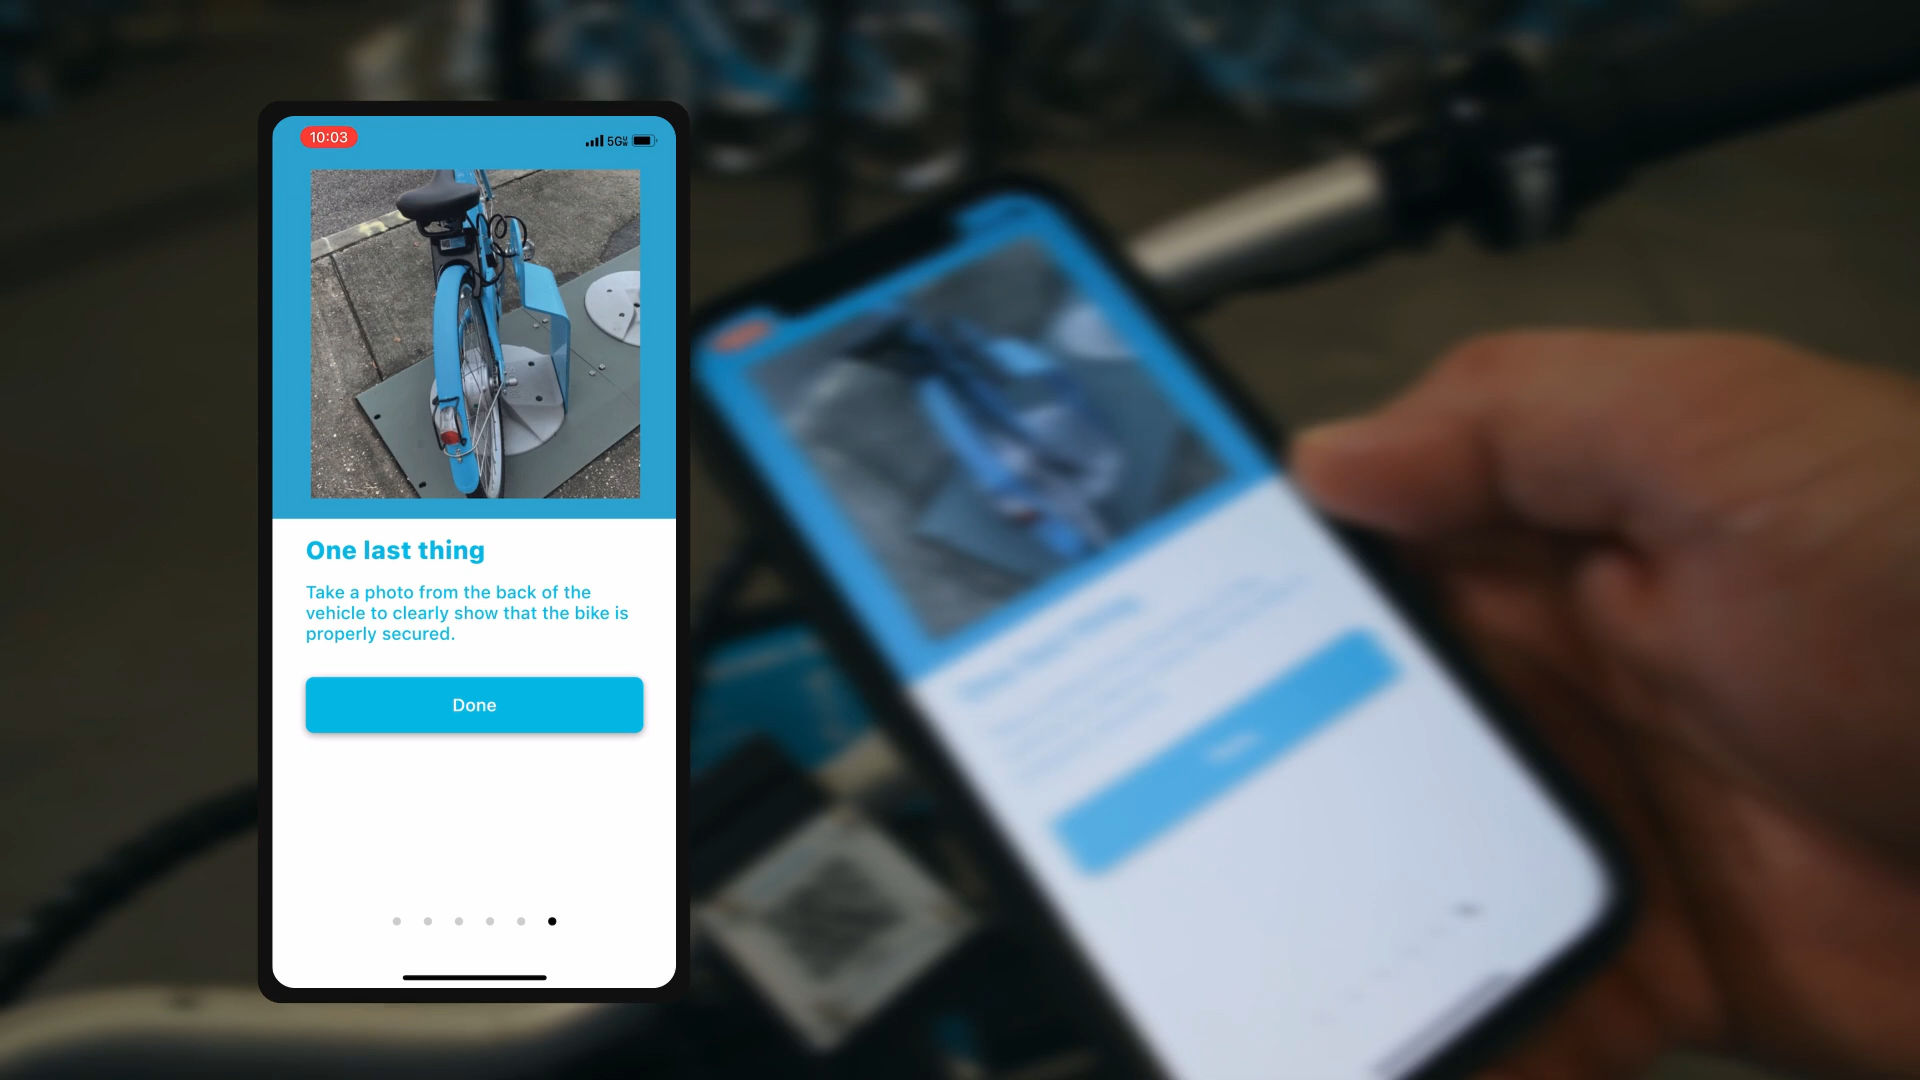 10:03
5G UW
One last thing
Take a photo from the back of the
vehicle to clearly show that the bike is
properly secured.
Done